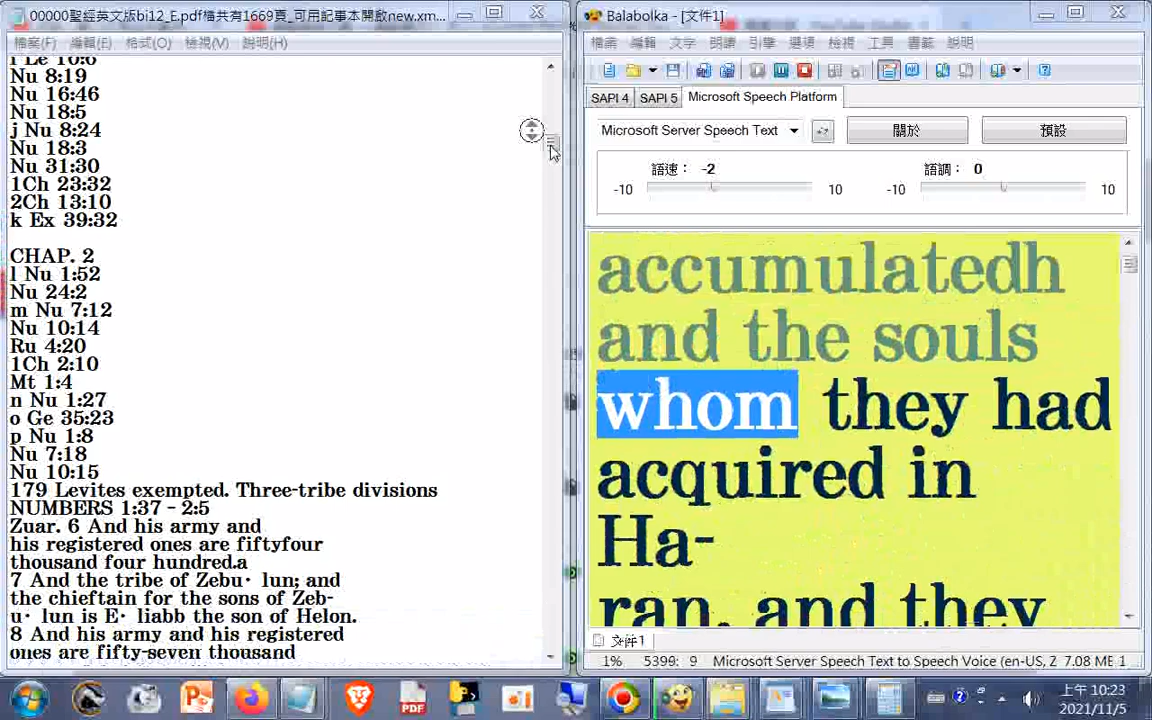 00000聖經英文版bi12_E.pdf檔共有1669頁_可用記事本開啟new.xm...
檔案(F) 編輯(E) 格式(O) 檢視(V) 說明(H)
i Le 10:6
Nu 8:19
Nu 16:46
Nu 18:5
j Nu 8:24
Nu 18:3
Nu 31:30
1Ch 23:32
2Ch 13:10
k Ex 39:32
CHAP. 2
l Nu 1:52
Nu 24:2
m Nu 7:12
Nu 10:14
Ru 4:20
1Ch 2:10
Mt 1:4
n Nu 1:27
o Ge 35:23
p Nu 1:8
Nu 7:18
Nu 10:15
179 Levites exempted. Three-tribe divisions
NUMBERS 1:37–2:5
Zuar. 6 And his army and
his registered ones are fiftyfour
thousand four hundred.a
7 And the tribe of Zebu· lun; and
the chieftain for the sons of Zeb-
u· lun is E· liabb the son of Helon.
8 And his army and his registered
ones are fifty-seven thousand
Balabolka - [文件1]
檔案 編輯 文字 朗讀 引擎 選項 檢視 工具 書籤 說明
SAPI 4 SAPI 5 Microsoft Speech Platform
Microsoft Server Speech Text 關於 預設
語速： -2 語調： 0
-10 10 -10 10
accumulatedh
and the souls
whom they had
acquired in
Ha-
ran, and they
文件1
1% 5399: 9 Microsoft Server Speech Text to Speech Voice (en-US, Z 7.08 ME 1
PDF
上午 10:23
2021/11/5